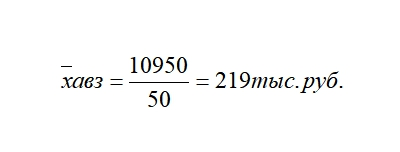 x̄авз = 10950/50 = 219тыс.руб.